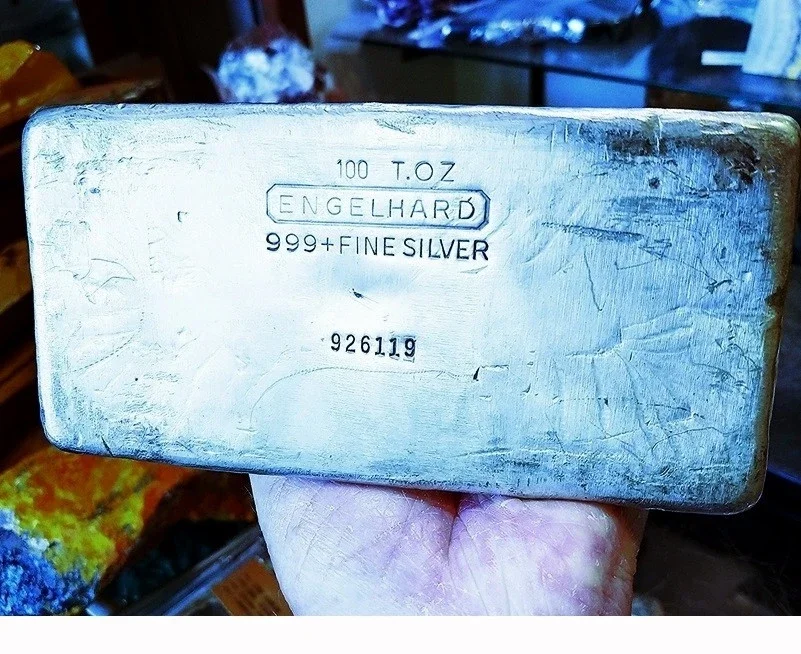 100 T.OZ
ENGELHARD
999+FINE SILVER
926119